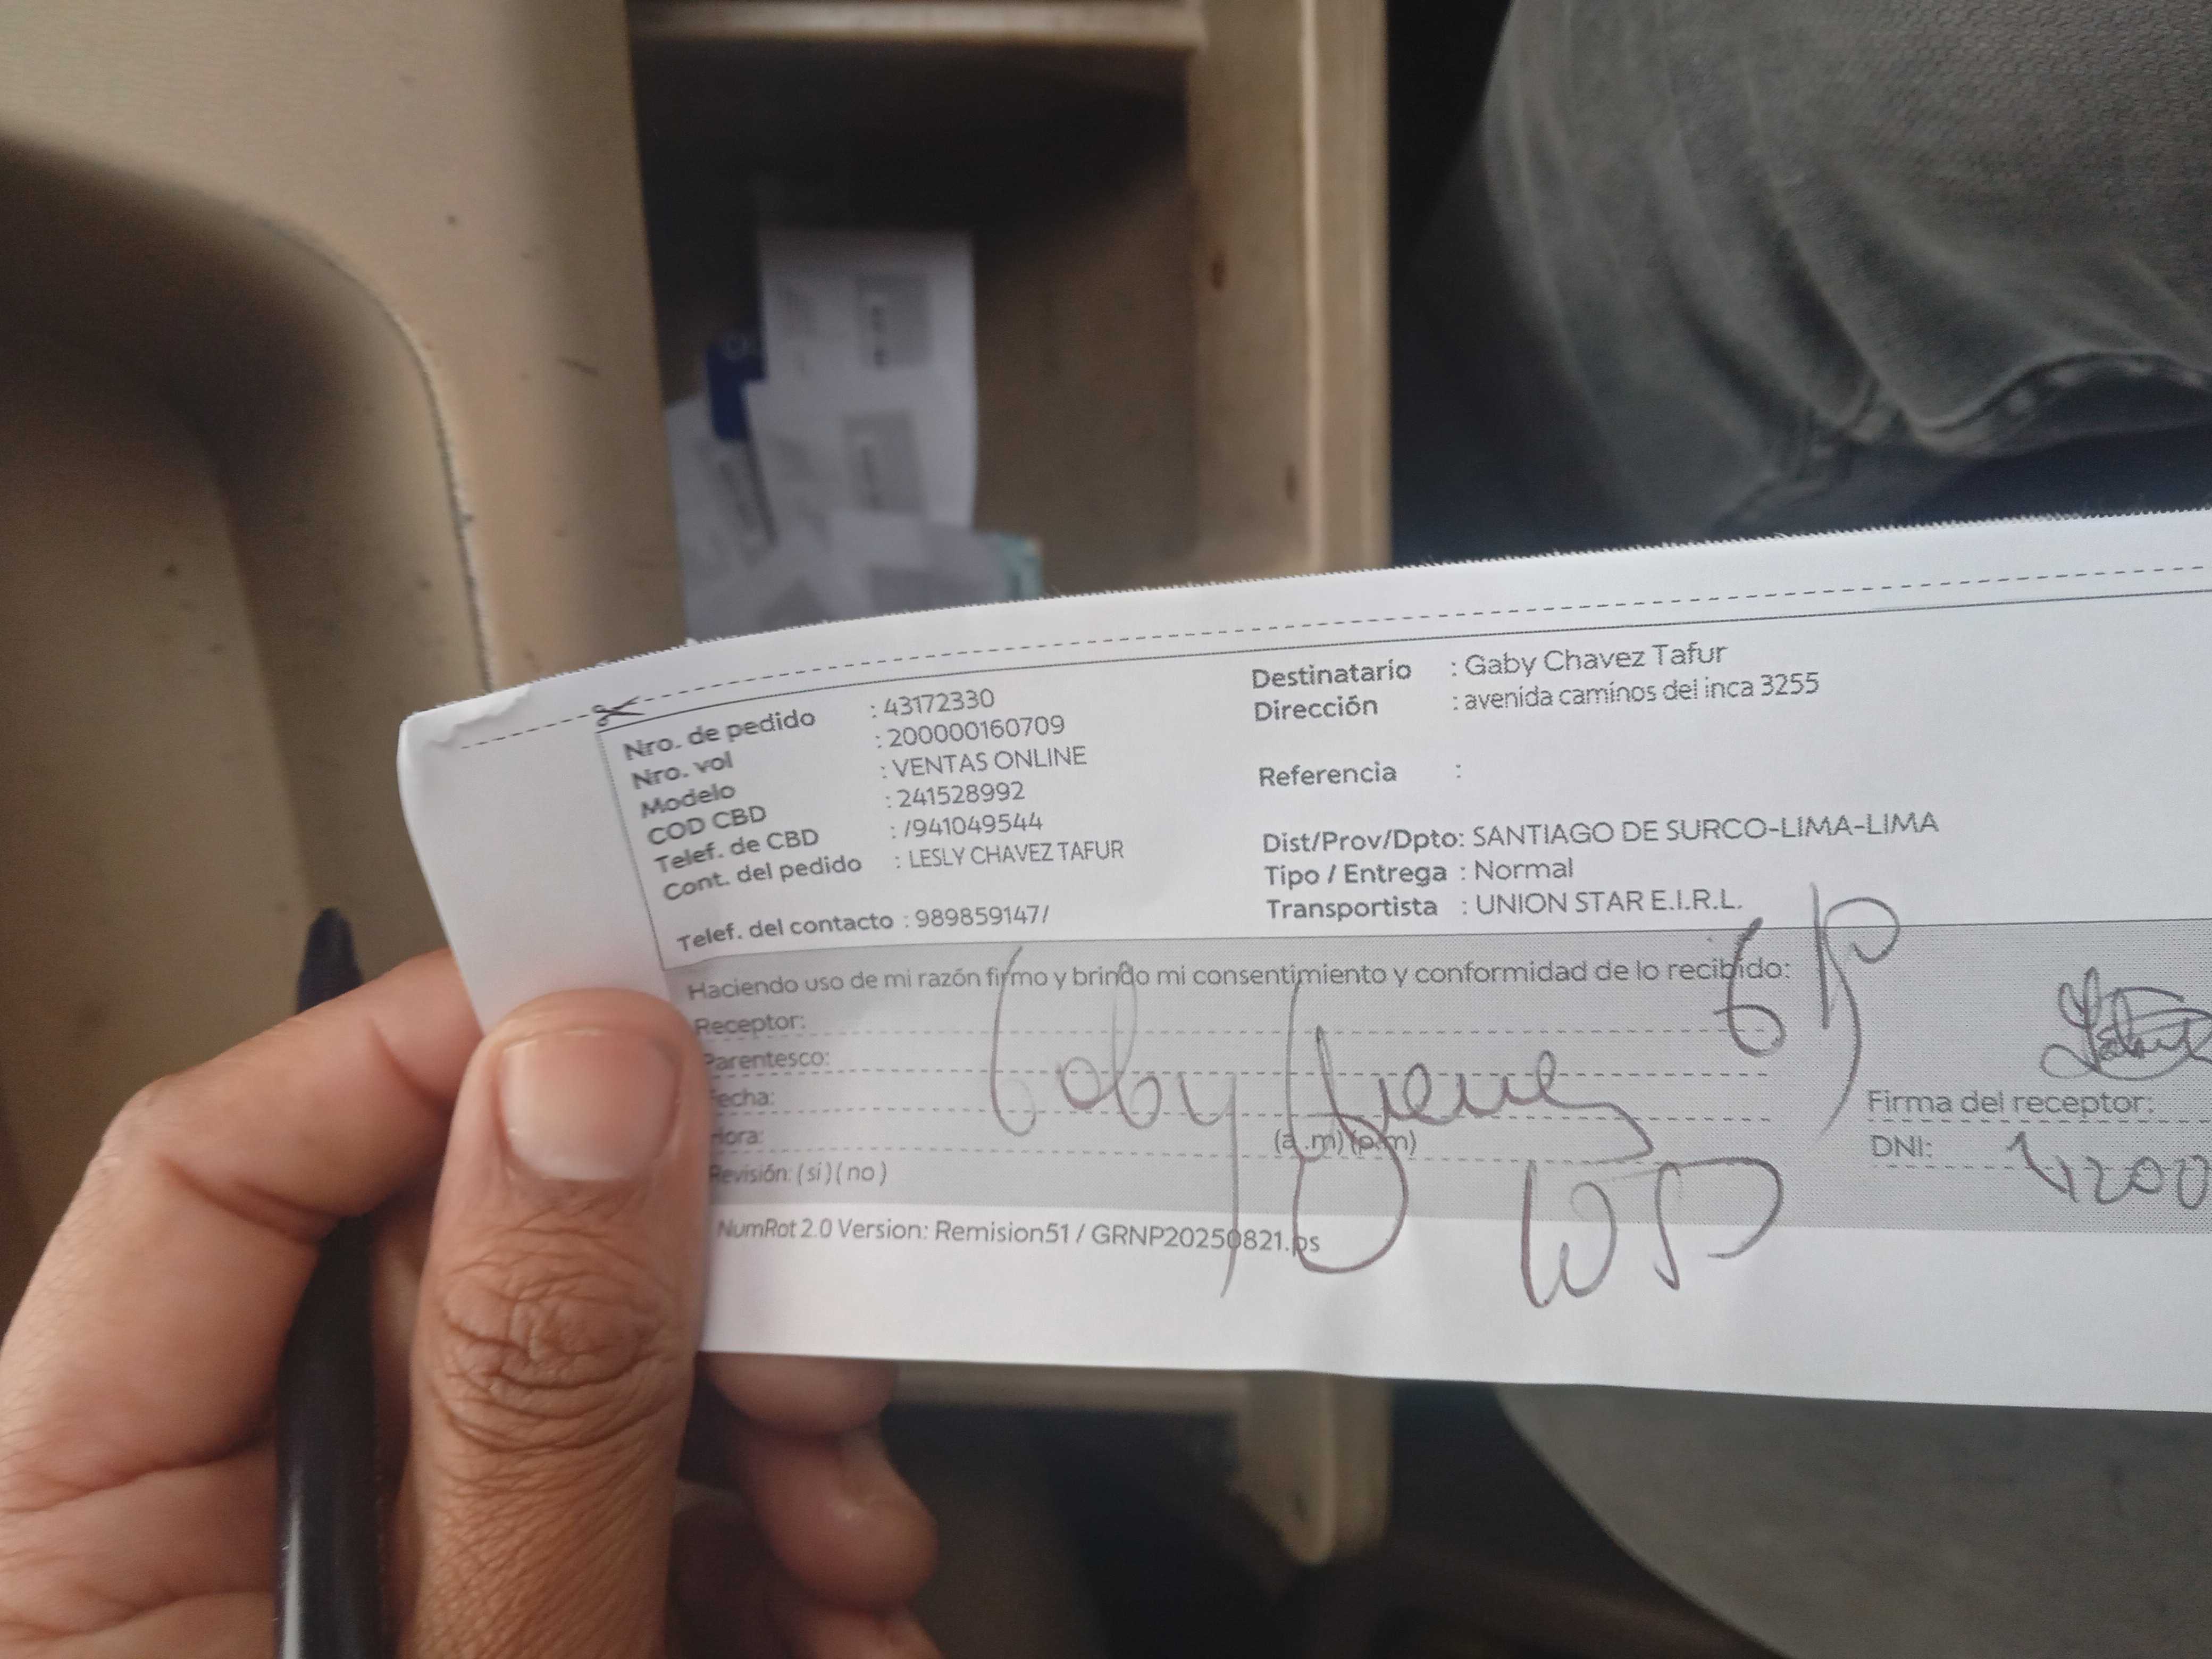 Nro. de pedido : 43172330
Nro. vol : 200000160709
Modelo : VENTAS ONLINE
COD CBD : 241528992
Telef. de CBD : /941049544
Cont. del pedido : LESLY CHAVEZ TAFUR
Telef. del contacto : 989859147/
Destinatario : Gaby Chavez Tafur
Dirección : avenida caminos del inca 3255
Referencia :
Dist/Prov/Dpto: SANTIAGO DE SURCO-LIMA-LIMA
Tipo / Entrega : Normal
Transportista : UNION STAR E.I.R.L.
Haciendo uso de mi razón firmo y brindo mi consentimiento y conformidad de lo recibido:
Receptor:
Parentesco:
Fecha:
Hora: (a.m) (p.m)
Revisión: (si) ( no )
Gaby
Firma del receptor:
DNI:
NumRot 2.0 Version: Remision51 / GRNP20250821.ps